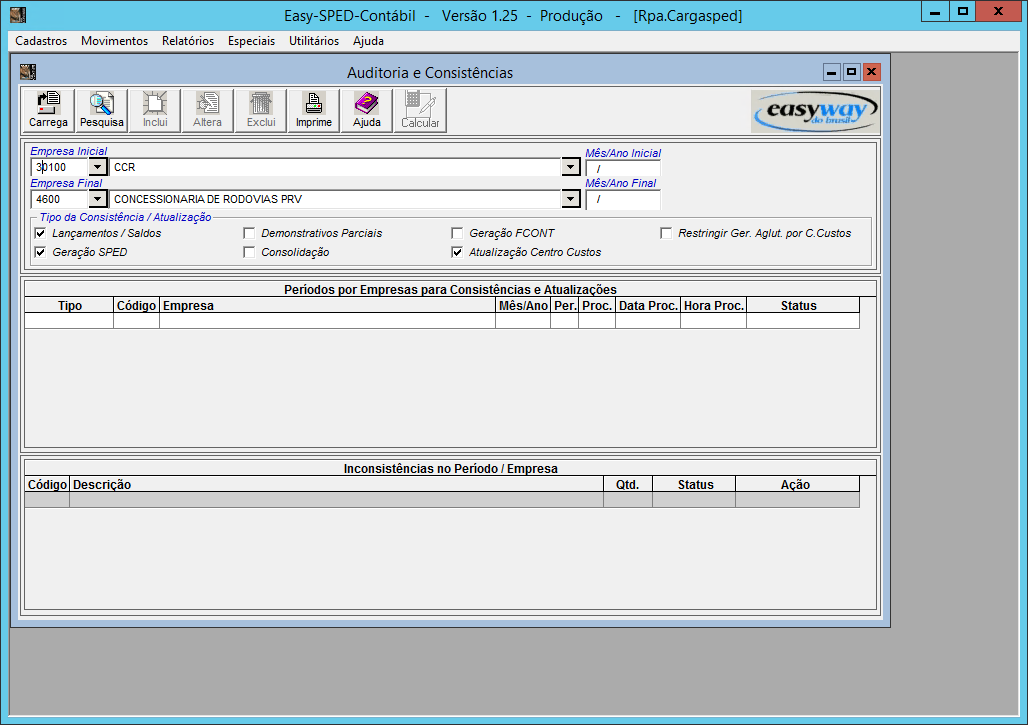 Easy-SPED-Contábil - Versão 1.25 - Produção - [Rpa.Cargasped]
Cadastros Movimentos Relatórios Especiais Utilitários Ajuda
Auditoria e Consistências
Carrega Pesquisa Inclui Altera Exclui Imprime Ajuda Calcular
easyway
do brasil
Empresa Inicial Mês/Ano Inicial
30100 CCR /
Empresa Final Mês/Ano Final
4600 CONCESSIONARIA DE RODOVIAS PRV /
Tipo da Consistência / Atualização
Lançamentos / Saldos Demonstrativos Parciais Geração FCONT Restringir Ger. Aglut. por C.Custos
Geração SPED Consolidação Atualização Centro Custos
Períodos por Empresas para Consistências e Atualizações
Tipo Código Empresa Mês/Ano Per. Proc. Data Proc. Hora Proc. Status
Inconsistências no Período / Empresa
Código Descrição Qtd. Status Ação